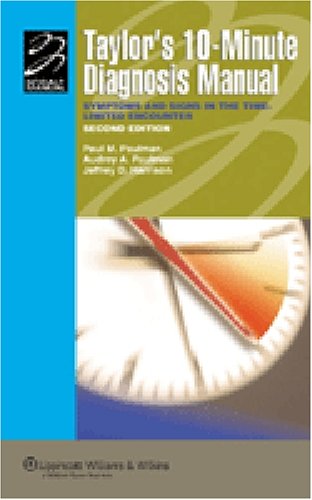 Taylor's 10-Minute
Diagnosis Manual
SYMPTOMS AND SIGNS IN THE TIME-
LIMITED ENCOUNTER
SECOND EDITION
Paul M. Paulman
Audrey A. Paulman
Jeffrey D. Harrison
Lippincott Williams & Wilkins